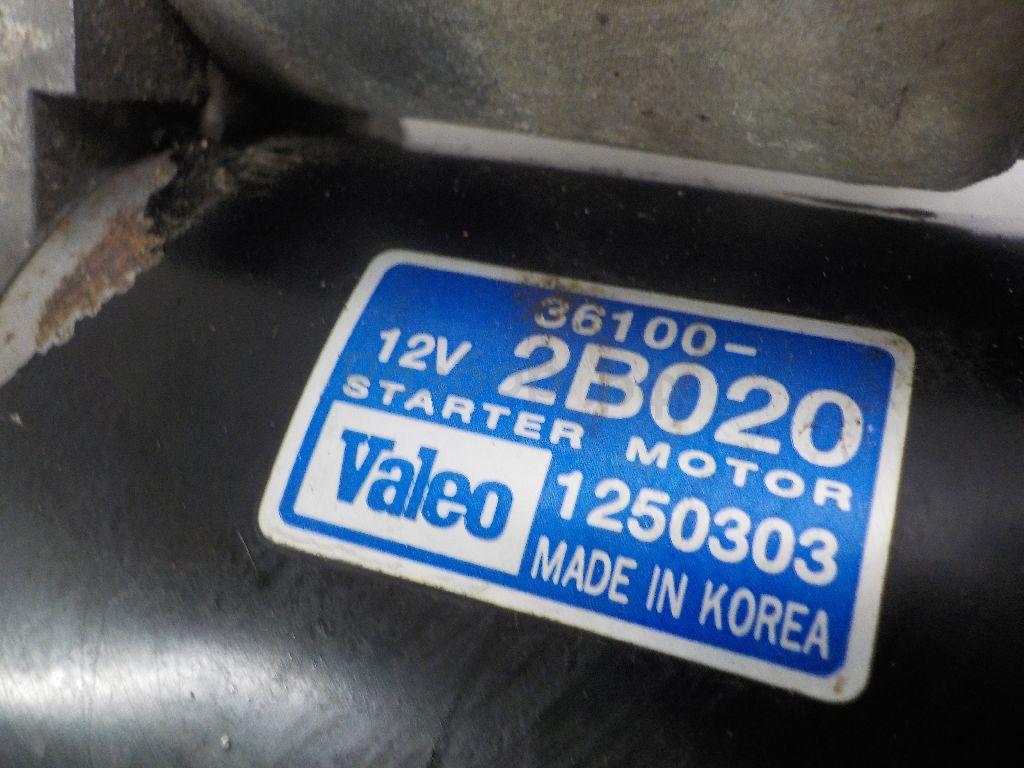 36100-
12V 2B020
STARTER MOTOR
Valeo 1250303
MADE IN KOREA